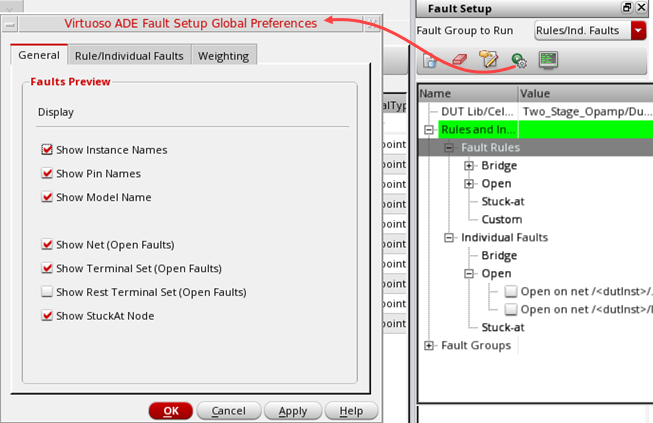 Virtuoso ADE Fault Setup Global Preferences
General
Rule/Individual Faults
Weighting
Faults Preview
Display
Show Instance Names
Show Pin Names
Show Model Name
Show Net (Open Faults)
Show Terminal Set (Open Faults)
Show Rest Terminal Set (Open Faults)
Show StuckAt Node
OK
Cancel
Apply
Help
alTyp
point
point
point
point
point
point
point
point
point
Fault Setup
Fault Group to Run
Rules/Ind. Faults
Name
Value
DUT Lib/Cel...
Two_Stage_Opamp/Du...
Rules and In...
Fault Rules
Bridge
Open
Stuck-at
Custom
Individual Faults
Bridge
Open
Open on net /<dutInst>/.
Open on net /<dutInst>/
Stuck-at
Fault Groups